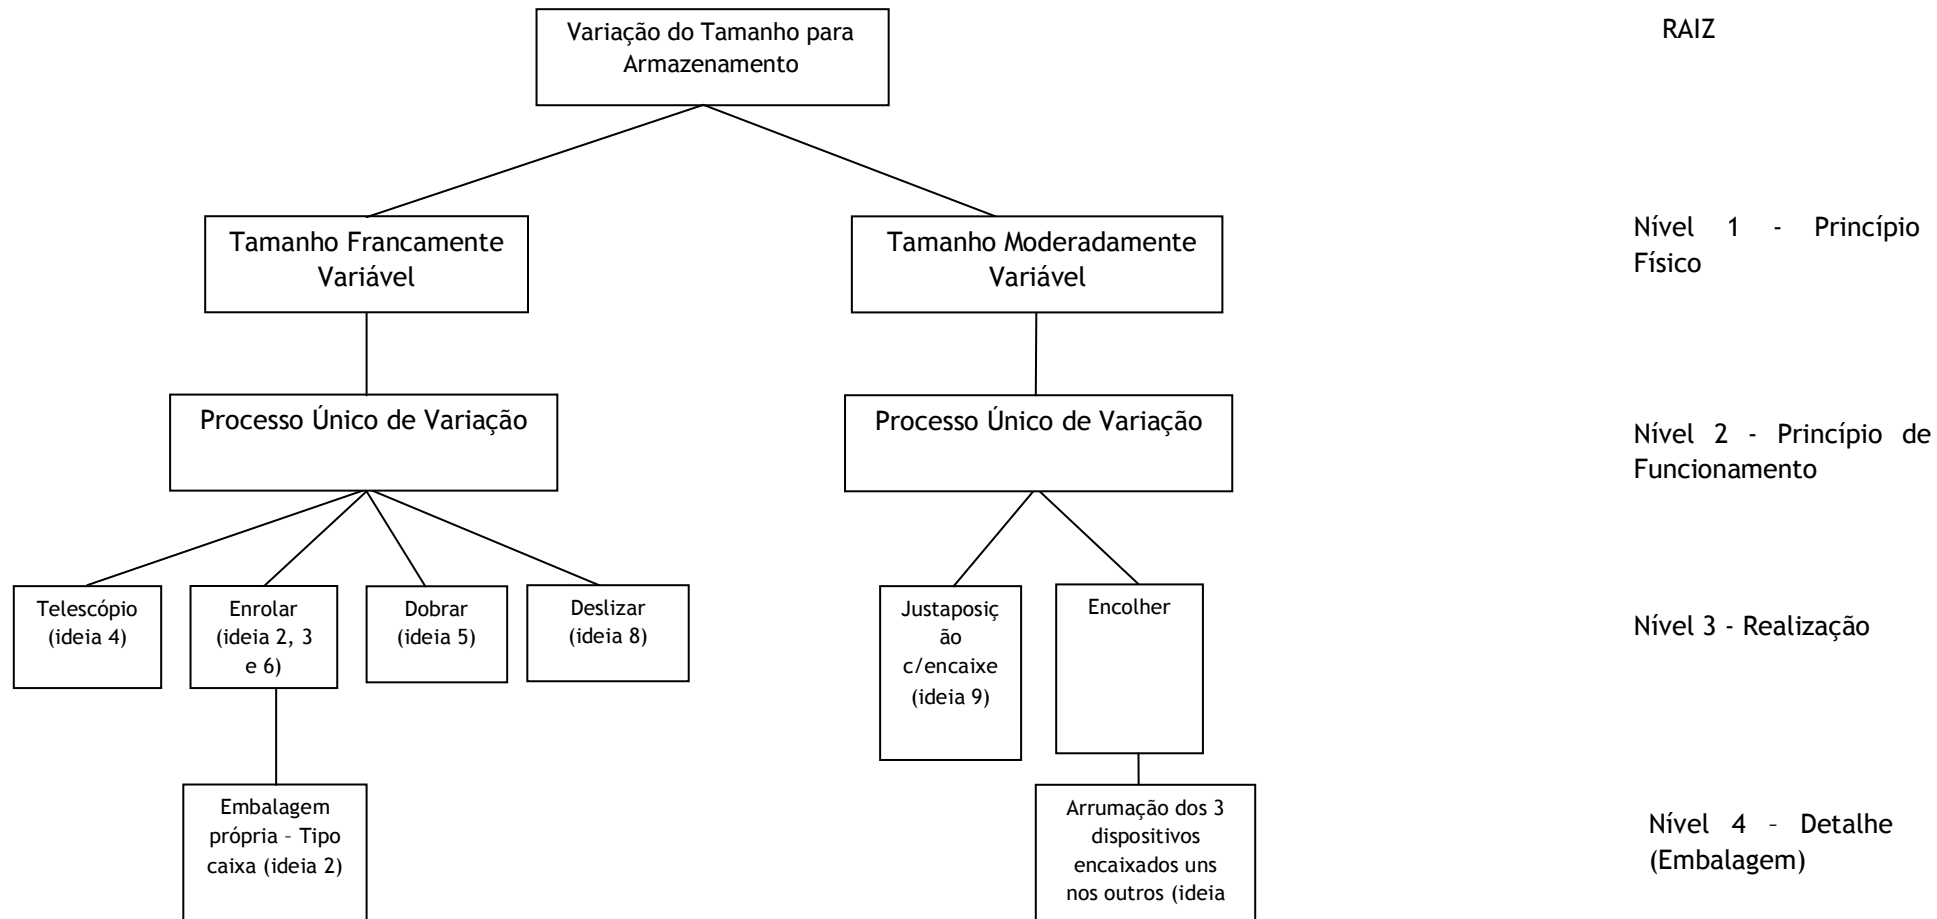 Variação do Tamanho para
Armazenamento
RAIZ
Tamanho Francamente
Variável
Tamanho Moderadamente
Variável
Nível 1 - Princípio
Físico
Processo Único de Variação
Processo Único de Variação
Nível 2 - Princípio de
Funcionamento
Telescópio
(ideia 4)
Enrolar
(ideia 2, 3
e 6)
Dobrar
(ideia 5)
Deslizar
(ideia 8)
Justaposiç
ão
c/encaixe
(ideia 9)
Encolher
Nível 3 - Realização
Embalagem
própria – Tipo
caixa (ideia 2)
Arrumação dos 3
dispositivos
encaixados uns
nos outros (ideia
Nível 4 – Detalhe
(Embalagem)